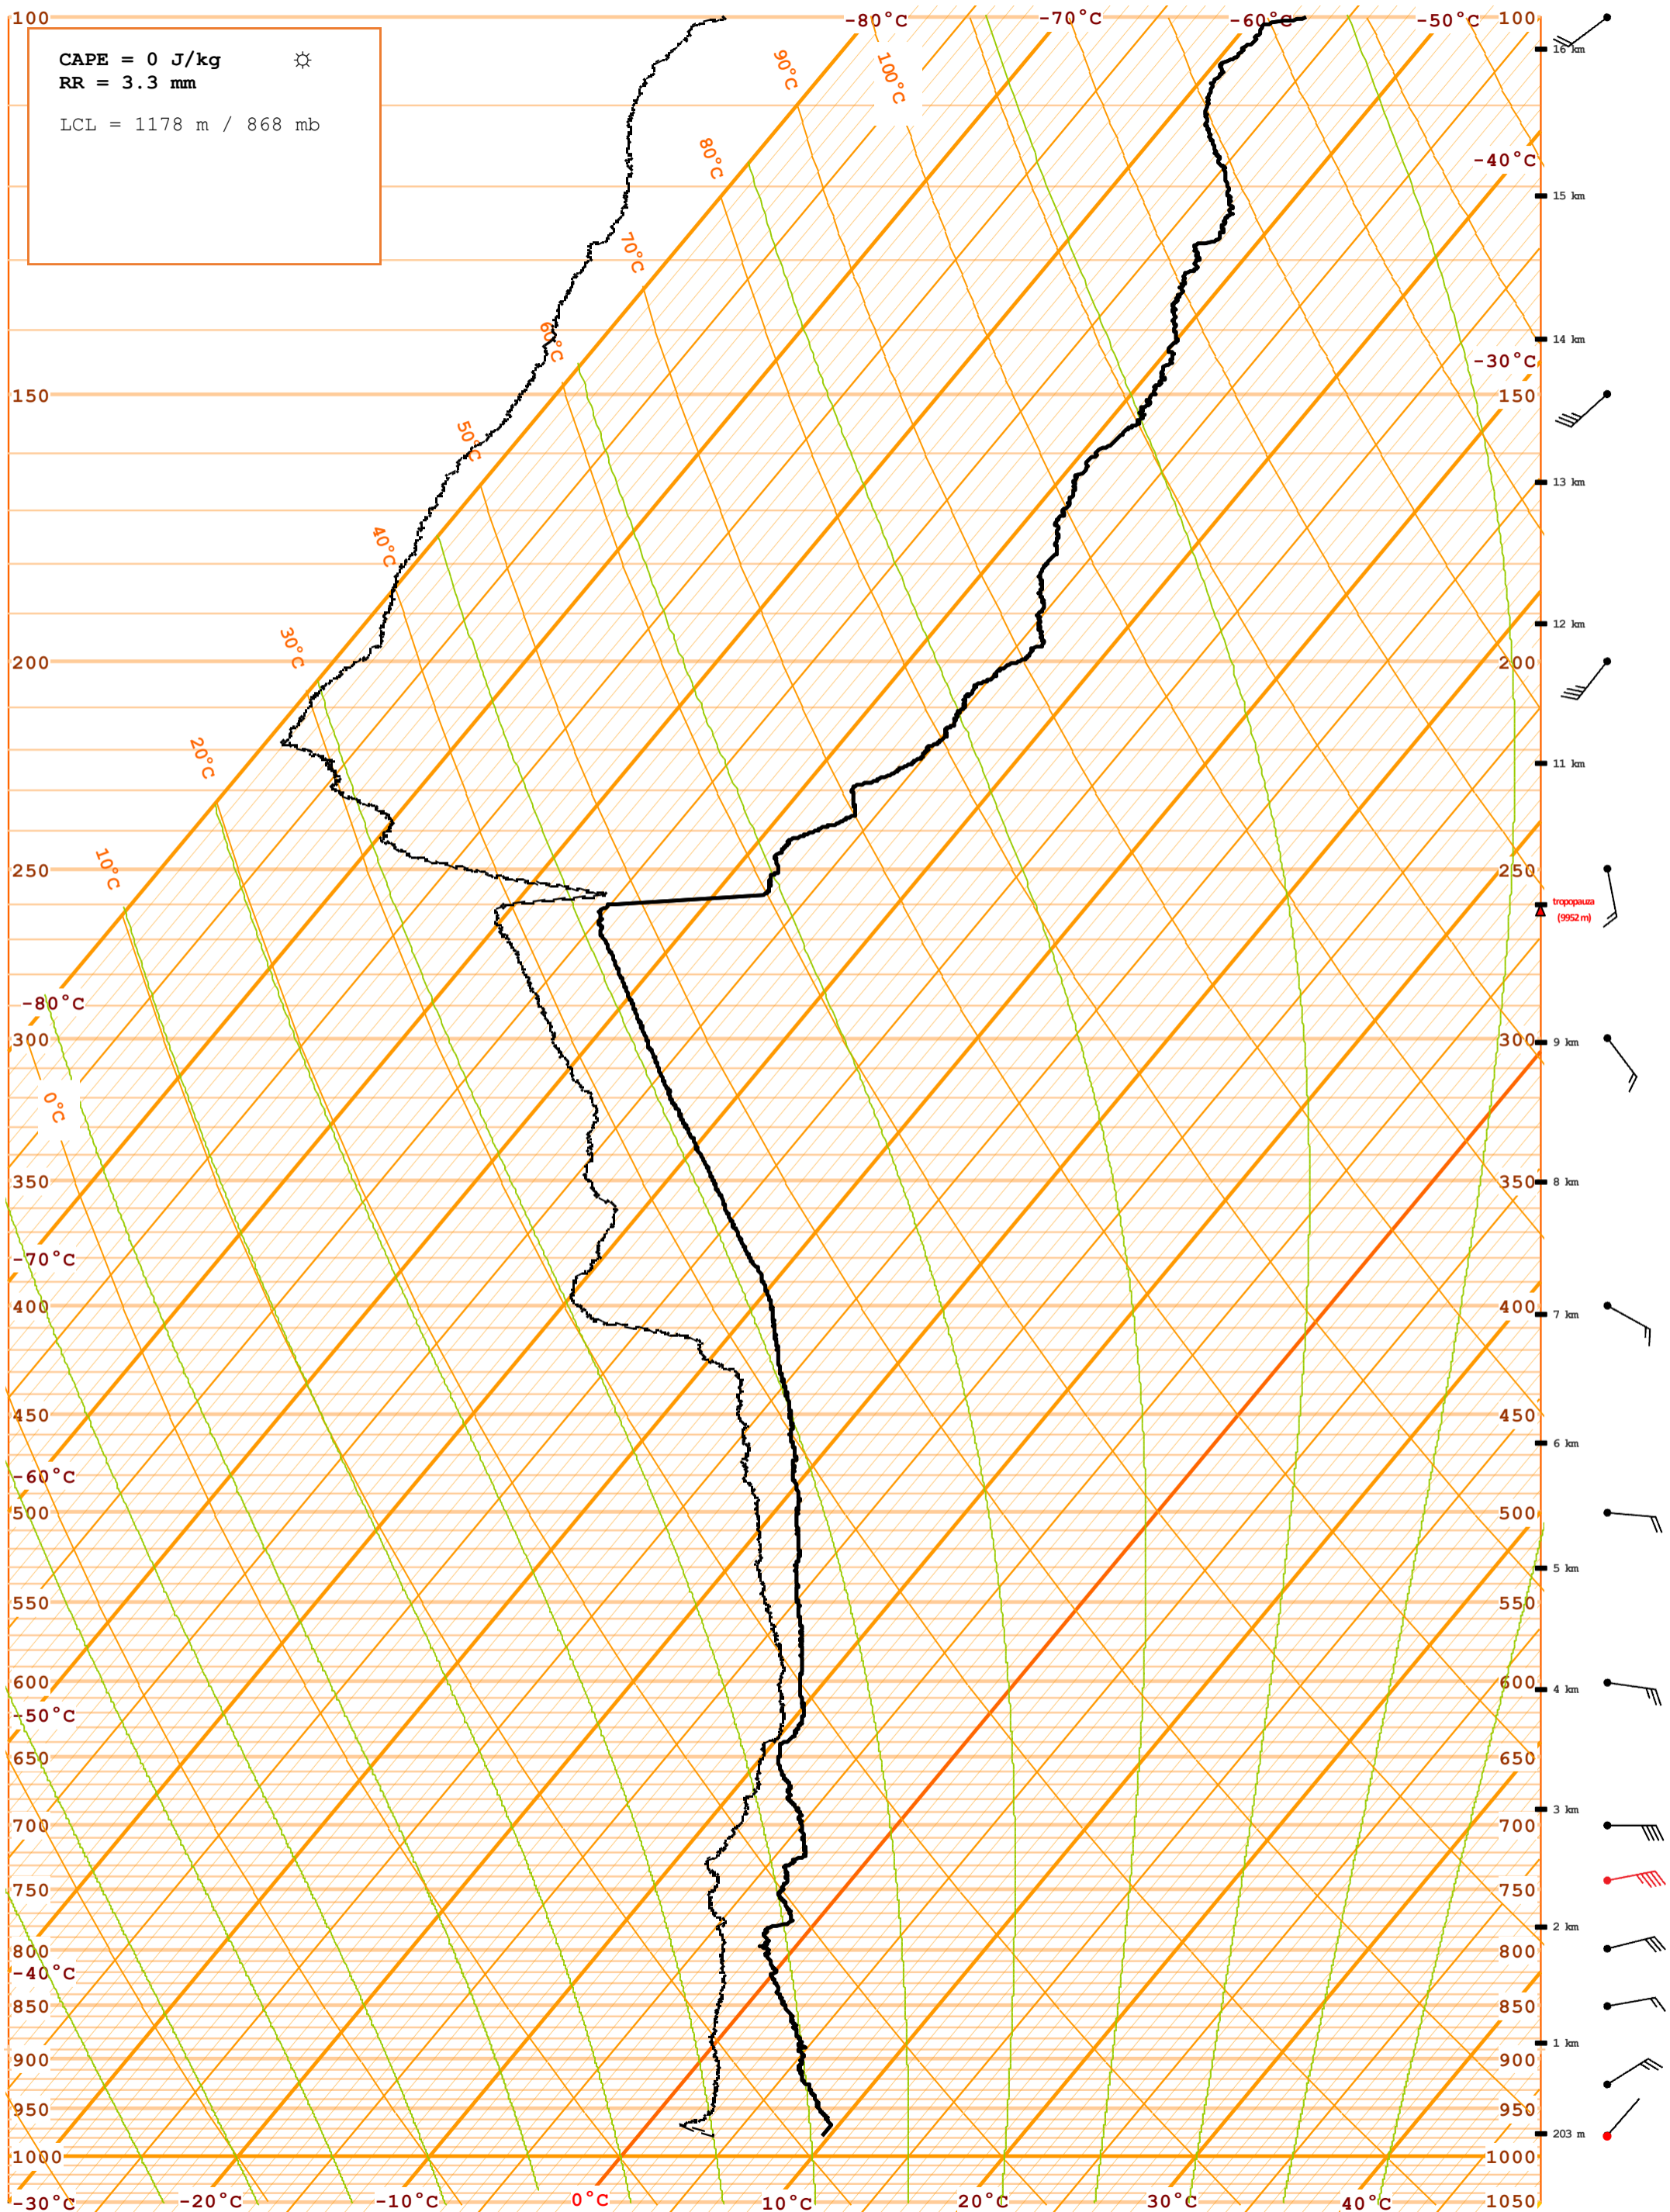 100 -80°C -70°C -60°C -50°C 100
CAPE = 0 J/kg ☼
RR = 3.3 mm
LCL = 1178 m / 868 mb
16 km
90°C 100°C
80°C -40°C
15 km
70°C
60°C 14 km
-30°C
150 150
50°C
13 km
40°C
12 km
30°C
200 200
20°C 11 km
10°C
250 250
tropopauza
(9952 m)
-80°C
300 300 9 km
0°C
350 350 8 km
-70°C
400 400 7 km
450 450
6 km
-60°C
500 500
5 km
550 550
600 600 4 km
-50°C
650 650
3 km
700 700
750 750
2 km
800 800
-40°C
850 850
1 km
900 900
950 950
203 m
1000 1000
-30°C -20°C -10°C 0°C 10°C 20°C 30°C 40°C 1050